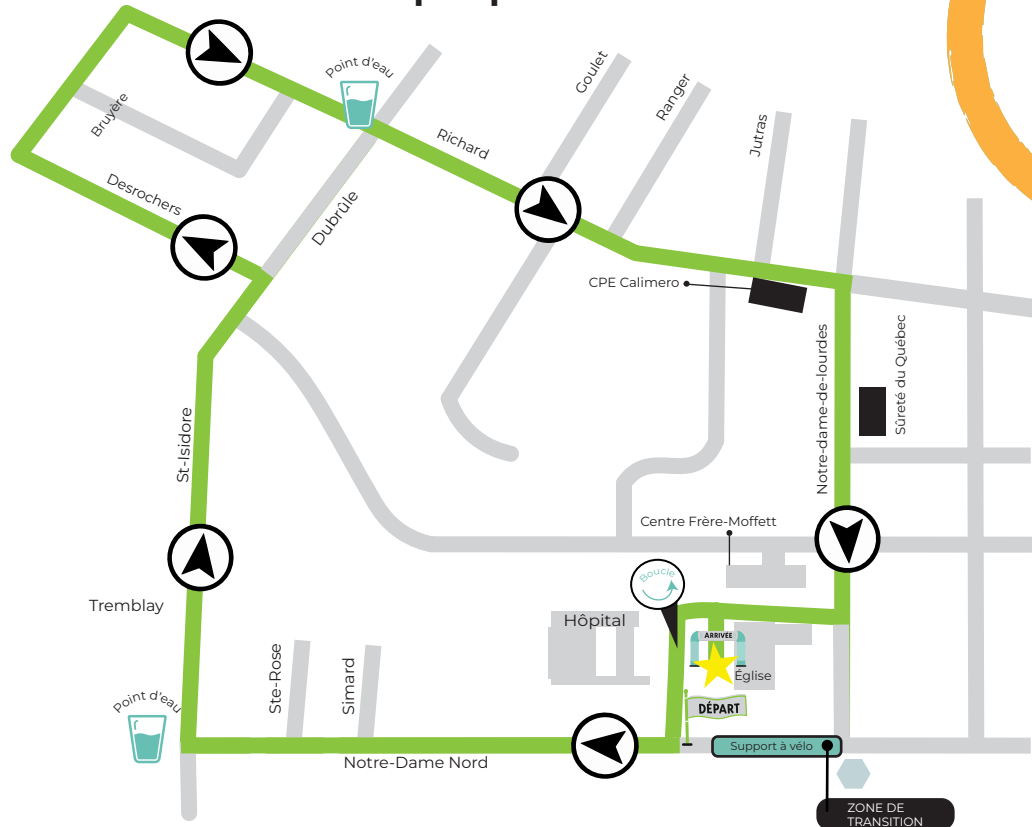 Point d'eau
Goulet
Ranger
Bruyère
Richard
Jutras
Desrochers
Dubrûle
CPE Calimero
Notre-dame-de-lourdes
Sûreté du Québec
St-Isidore
Centre Frère-Moffett
Boucle
Tremblay
Hôpital
ARRIVÉE
Église
Ste-Rose
Simard
Point d'eau
DÉPART
Support à vélo
Notre-Dame Nord
ZONE DE
TRANSITION